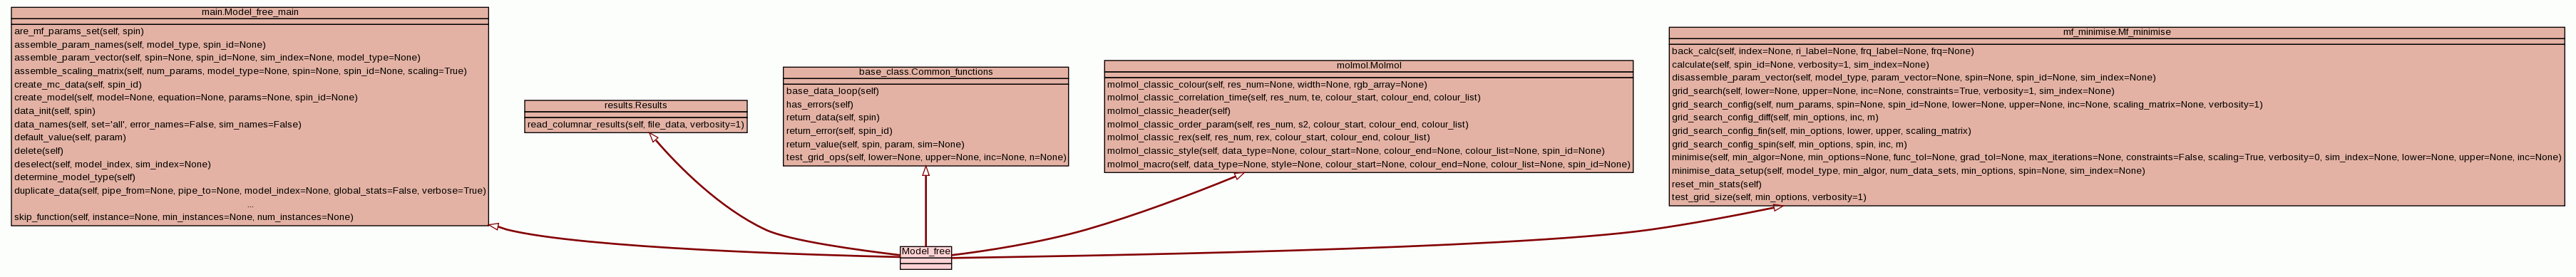 main.Model_free_main
are_mf_params_set(self, spin)
assemble_param_names(self, model_type, spin_id=None)
assemble_param_vector(self, spin=None, spin_id=None, sim_index=None, model_type=None)
assemble_scaling_matrix(self, num_params, model_type=None, spin=None, spin_id=None, scaling=True)
create_mc_data(self, spin_id)
create_model(self, model=None, equation=None, params=None, spin_id=None)
data_init(self, spin)
data_names(self, set='all', error_names=False, sim_names=False)
default_value(self, param)
delete(self)
deselect(self, model_index, sim_index=None)
determine_model_type(self)
duplicate_data(self, pipe_from=None, pipe_to=None, model_index=None, global_stats=False, verbose=True)
...
skip_function(self, instance=None, min_instances=None, num_instances=None)
results.Results
read_columnar_results(self, file_data, verbosity=1)
base_class.Common_functions
base_data_loop(self)
has_errors(self)
return_data(self, spin)
return_error(self, spin_id)
return_value(self, spin, param, sim=None)
test_grid_ops(self, lower=None, upper=None, inc=None, n=None)
molmol.Molmol
molmol_classic_colour(self, res_num=None, width=None, rgb_array=None)
molmol_classic_correlation_time(self, res_num, te, colour_start, colour_end, colour_list)
molmol_classic_header(self)
molmol_classic_order_param(self, res_num, s2, colour_start, colour_end, colour_list)
molmol_classic_rex(self, res_num, rex, colour_start, colour_end, colour_list)
molmol_classic_style(self, data_type=None, colour_start=None, colour_end=None, colour_list=None, spin_id=None)
molmol_macro(self, data_type=None, style=None, colour_start=None, colour_end=None, colour_list=None, spin_id=None)
mf_minimise.Mf_minimise
back_calc(self, index=None, ri_label=None, frq_label=None, frq=None)
calculate(self, spin_id=None, verbosity=1, sim_index=None)
disassemble_param_vector(self, model_type, param_vector=None, spin=None, spin_id=None, sim_index=None)
grid_search(self, lower=None, upper=None, inc=None, constraints=True, verbosity=1, sim_index=None)
grid_search_config(self, num_params, spin=None, spin_id=None, lower=None, upper=None, inc=None, scaling_matrix=None, verbosity=1)
grid_search_config_diff(self, min_options, inc, m)
grid_search_config_fin(self, min_options, lower, upper, scaling_matrix)
grid_search_config_spin(self, min_options, spin, inc, m)
minimise(self, min_algor=None, min_options=None, func_tol=None, grad_tol=None, max_iterations=None, constraints=False, scaling=True, verbosity=0, sim_index=None, lower=None, upper=None, inc=None)
minimise_data_setup(self, model_type, min_algor, num_data_sets, min_options, spin=None, sim_index=None)
reset_min_stats(self)
test_grid_size(self, min_options, verbosity=1)
Model_free